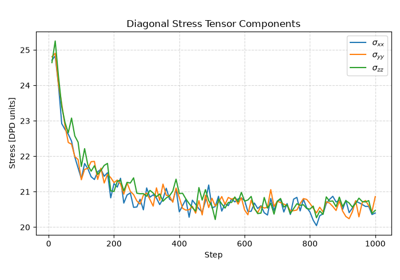 Diagonal Stress Tensor Components
Stress [DPD units]
25
24
23
22
21
20
σxx
σyy
σzz
0
200
400
600
800
1000
Step